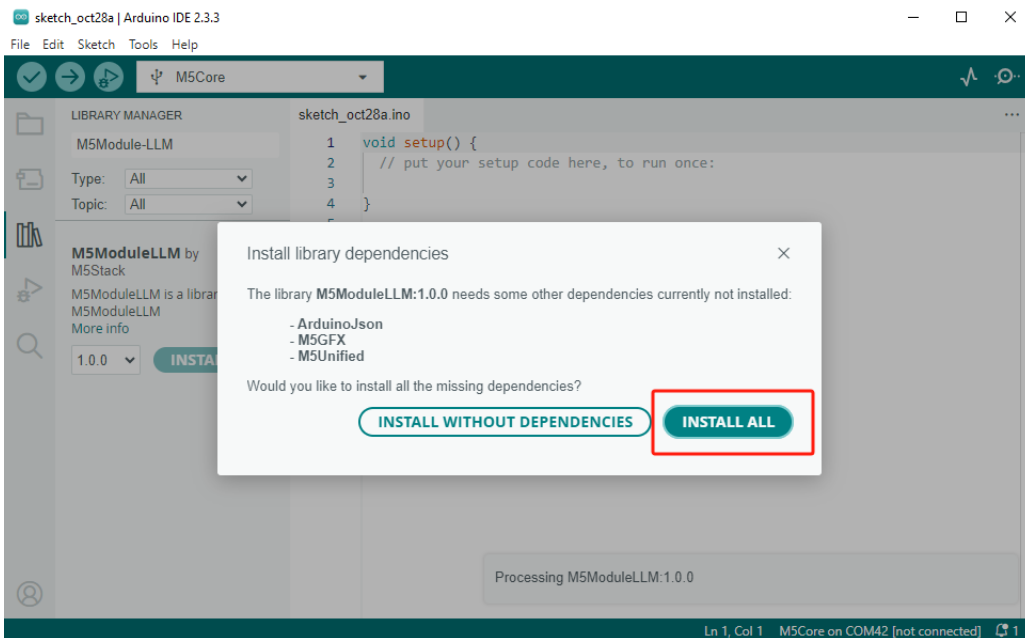 sketch_oct28a | Arduino IDE 2.3.3
File Edit Sketch Tools Help
M5Core
LIBRARY MANAGER
M5Module-LLM
Type: All
Topic: All
M5ModuleLLM by
M5Stack
M5ModuleLLM is a librar
M5ModuleLLM
More info
1.0.0 INSTA
sketch_oct28a.ino
1 void setup() {
2 // put your setup code here, to run once:
3
4 }
Install library dependencies
The library M5ModuleLLM:1.0.0 needs some other dependencies currently not installed:
- ArduinoJson
- M5GFX
- M5Unified
Would you like to install all the missing dependencies?
INSTALL WITHOUT DEPENDENCIES INSTALL ALL
Processing M5ModuleLLM:1.0.0
Ln 1, Col 1 M5Core on COM42 [not connected] 1